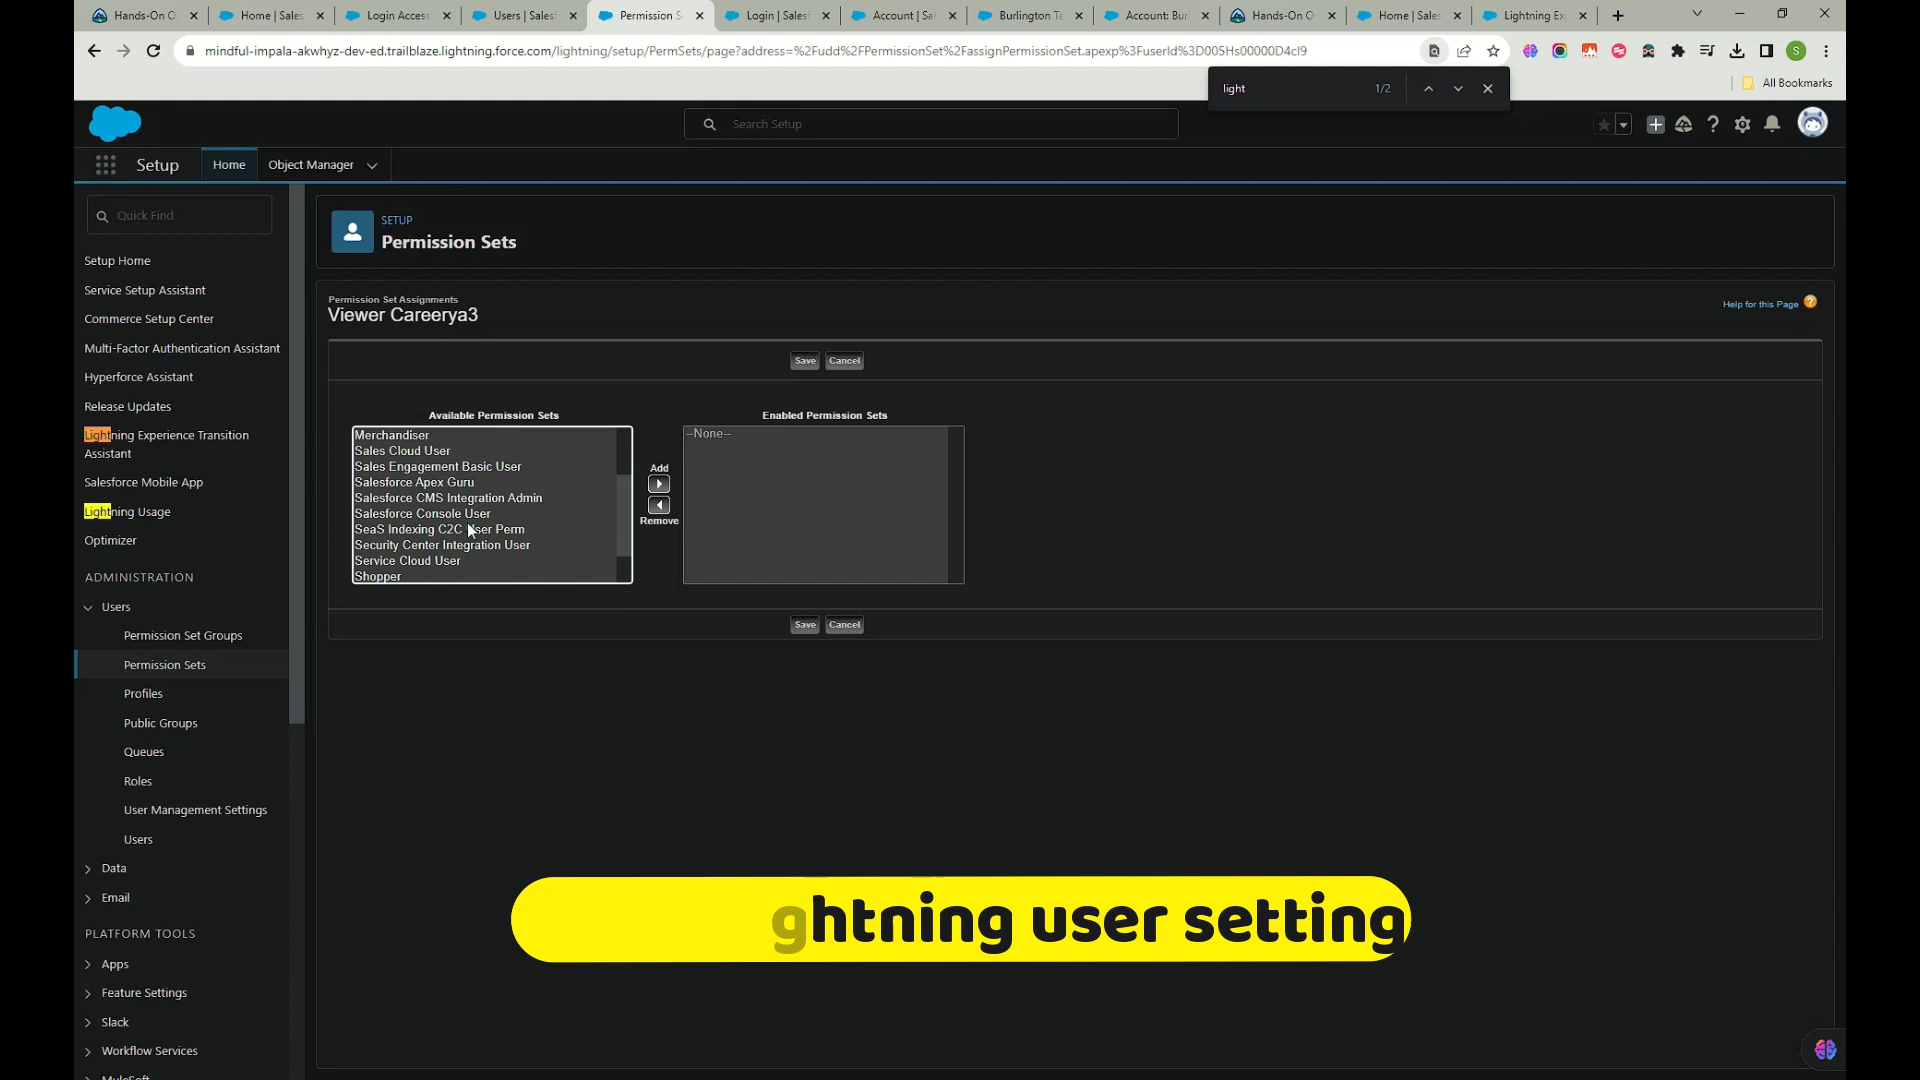 Hands-On O
Home | Sales
Login Access
Users | Salesf
Permission S
Login | Salesf
Account | Sal
Burlington Te
Account: Bur
Hands-On O
Home | Sales
Lightning Ex
mindful-impala-akwhyz-dev-ed.trailblaze.lightning.force.com/lightning/setup/PermSets/page?address=%2Fudd%2FPermissionSet%2FassignPermissionSet.apexp%3FuserId%3D005Hs00000D4cI9
S
All Bookmarks
light 1/2
Search Setup
Setup Home Object Manager
Quick Find
Setup Home
Service Setup Assistant
Commerce Setup Center
Multi-Factor Authentication Assistant
Hyperforce Assistant
Release Updates
Lightning Experience Transition
Assistant
Salesforce Mobile App
Lightning Usage
Optimizer
ADMINISTRATION
Users
Permission Set Groups
Permission Sets
Profiles
Public Groups
Queues
Roles
User Management Settings
Users
Data
Email
PLATFORM TOOLS
Apps
Feature Settings
Slack
Workflow Services
MuleSoft
SETUP
Permission Sets
Permission Set Assignments
Viewer Careerya3
Help for this Page
Save Cancel
Available Permission Sets
Merchandiser
Sales Cloud User
Sales Engagement Basic User
Salesforce Apex Guru
Salesforce CMS Integration Admin
Salesforce Console User
SeaS Indexing C2C User Perm
Security Center Integration User
Service Cloud User
Shopper
Add
Remove
Enabled Permission Sets
--None--
Save Cancel
ghtning user setting